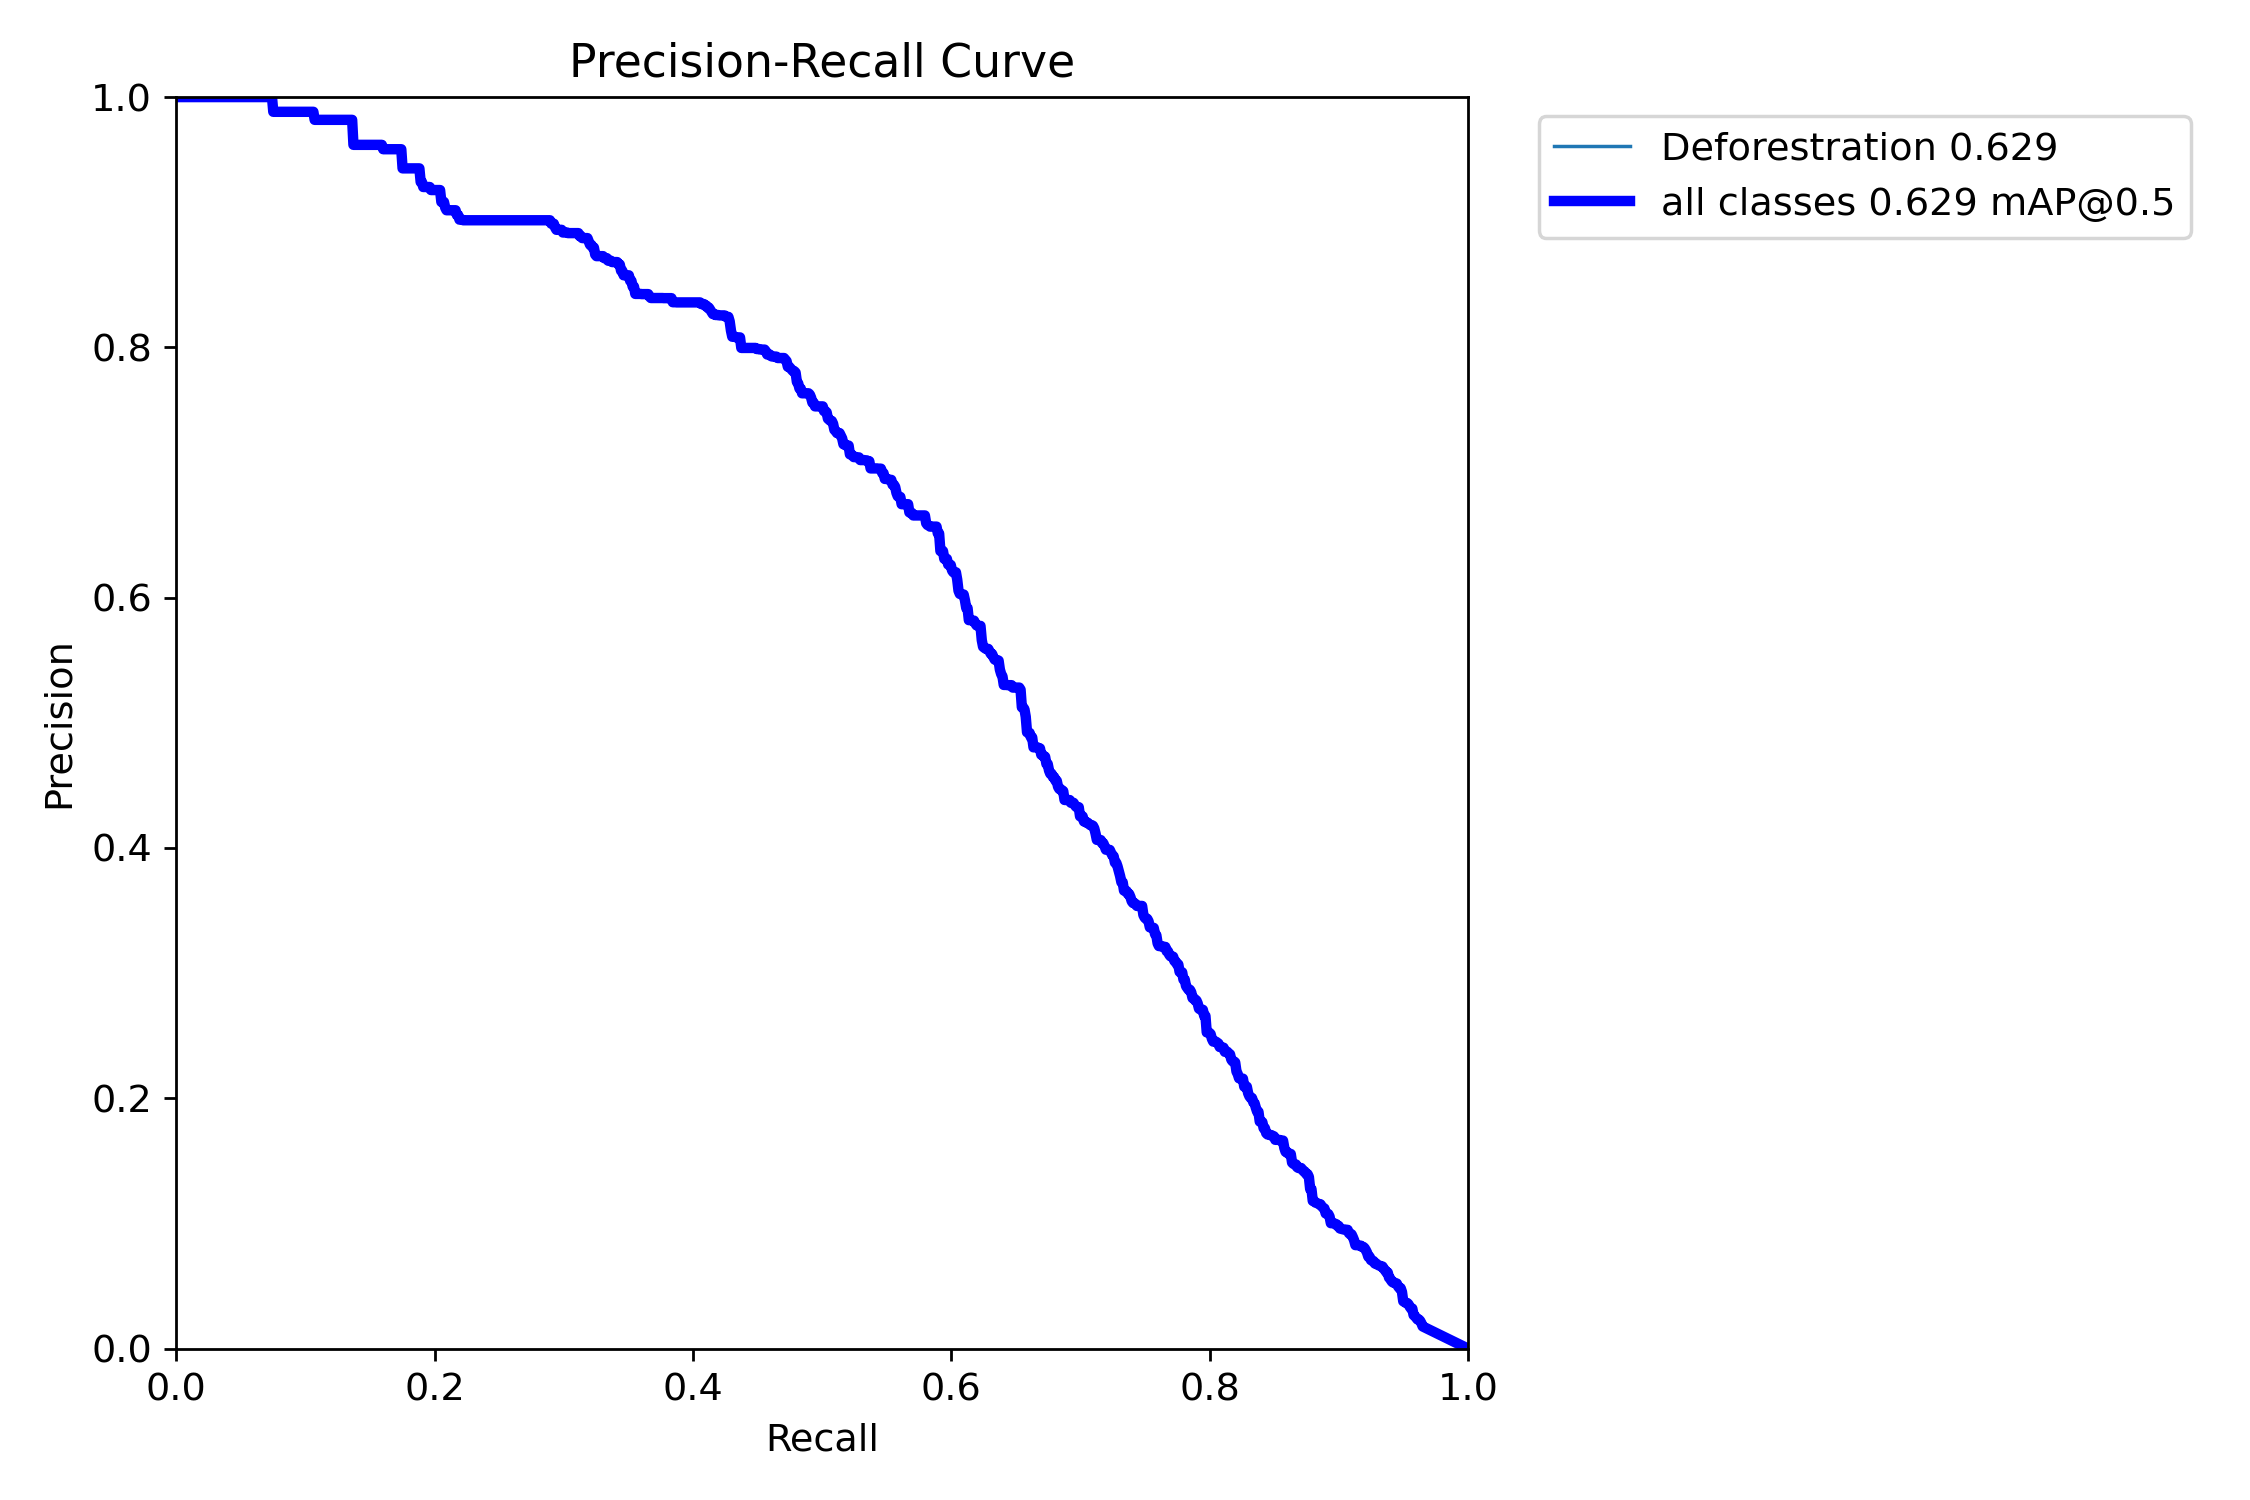 Precision-Recall Curve
1.0
0.8
0.6
0.4
0.2
0.0
Precision
0.0 0.2 0.4 0.6 0.8 1.0
Recall
Deforestration 0.629
all classes 0.629 mAP@0.5